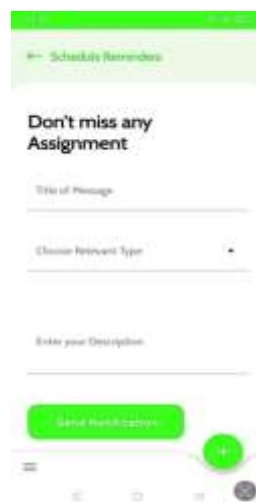 Schedule Reminders
Don't miss any
Assignment
Title of Message
Choose Relevant Type
Enter your Description
Send Notification